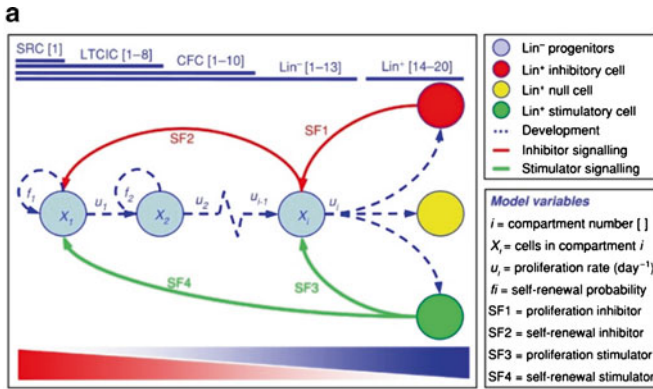 a
SRC [1]
LTCIC [1–8]
CFC [1–10]
Lin⁻ [1–13]
Lin⁺ [14–20]
SF2
SF1
f₁
f₂
X₁
u₁
X₂
u₂
uᵢ₋₁
Xᵢ
uᵢ
SF4
SF3
Lin⁻ progenitors
Lin⁺ inhibitory cell
Lin⁺ null cell
Lin⁺ stimulatory cell
Development
Inhibitor signalling
Stimulator signalling
Model variables
i = compartment number [ ]
Xᵢ = cells in compartment i
uᵢ = proliferation rate (day⁻¹)
fi = self-renewal probability
SF1 = proliferation inhibitor
SF2 = self-renewal inhibitor
SF3 = proliferation stimulator
SF4 = self-renewal stimulator